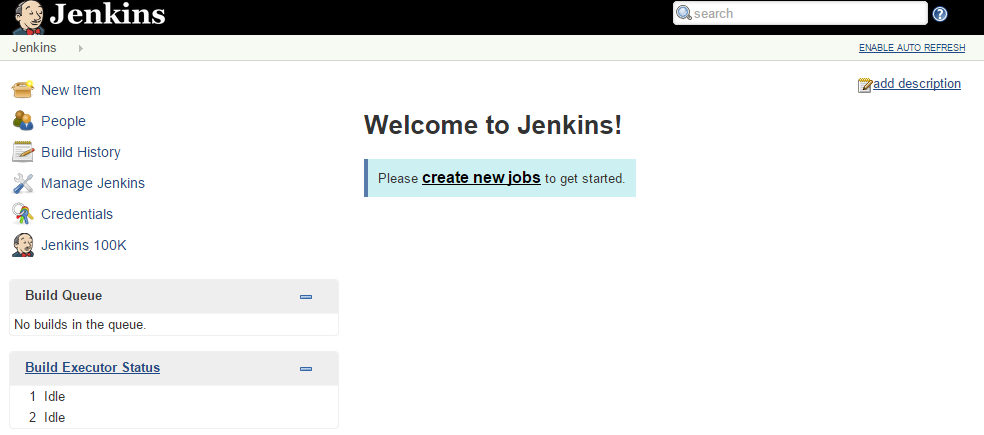 Jenkins
search
?
Jenkins
ENABLE AUTO REFRESH
add description
New Item
People
Build History
Manage Jenkins
Credentials
Jenkins 100K
Welcome to Jenkins!
Please create new jobs to get started.
Build Queue
No builds in the queue.
Build Executor Status
1 Idle
2 Idle